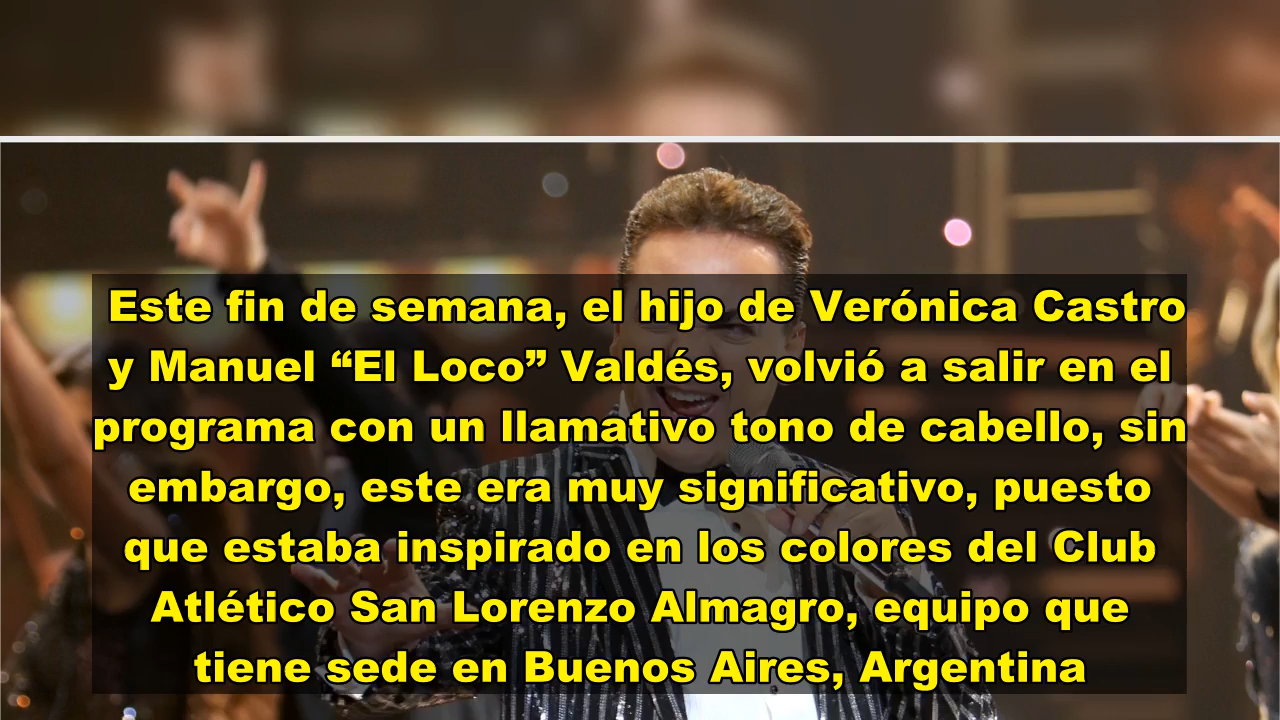 Este fin de semana, el hijo de Verónica Castro
y Manuel “El Loco” Valdés, volvió a salir en el
programa con un llamativo tono de cabello, sin
embargo, este era muy significativo, puesto
que estaba inspirado en los colores del Club
Atlético San Lorenzo Almagro, equipo que
tiene sede en Buenos Aires, Argentina